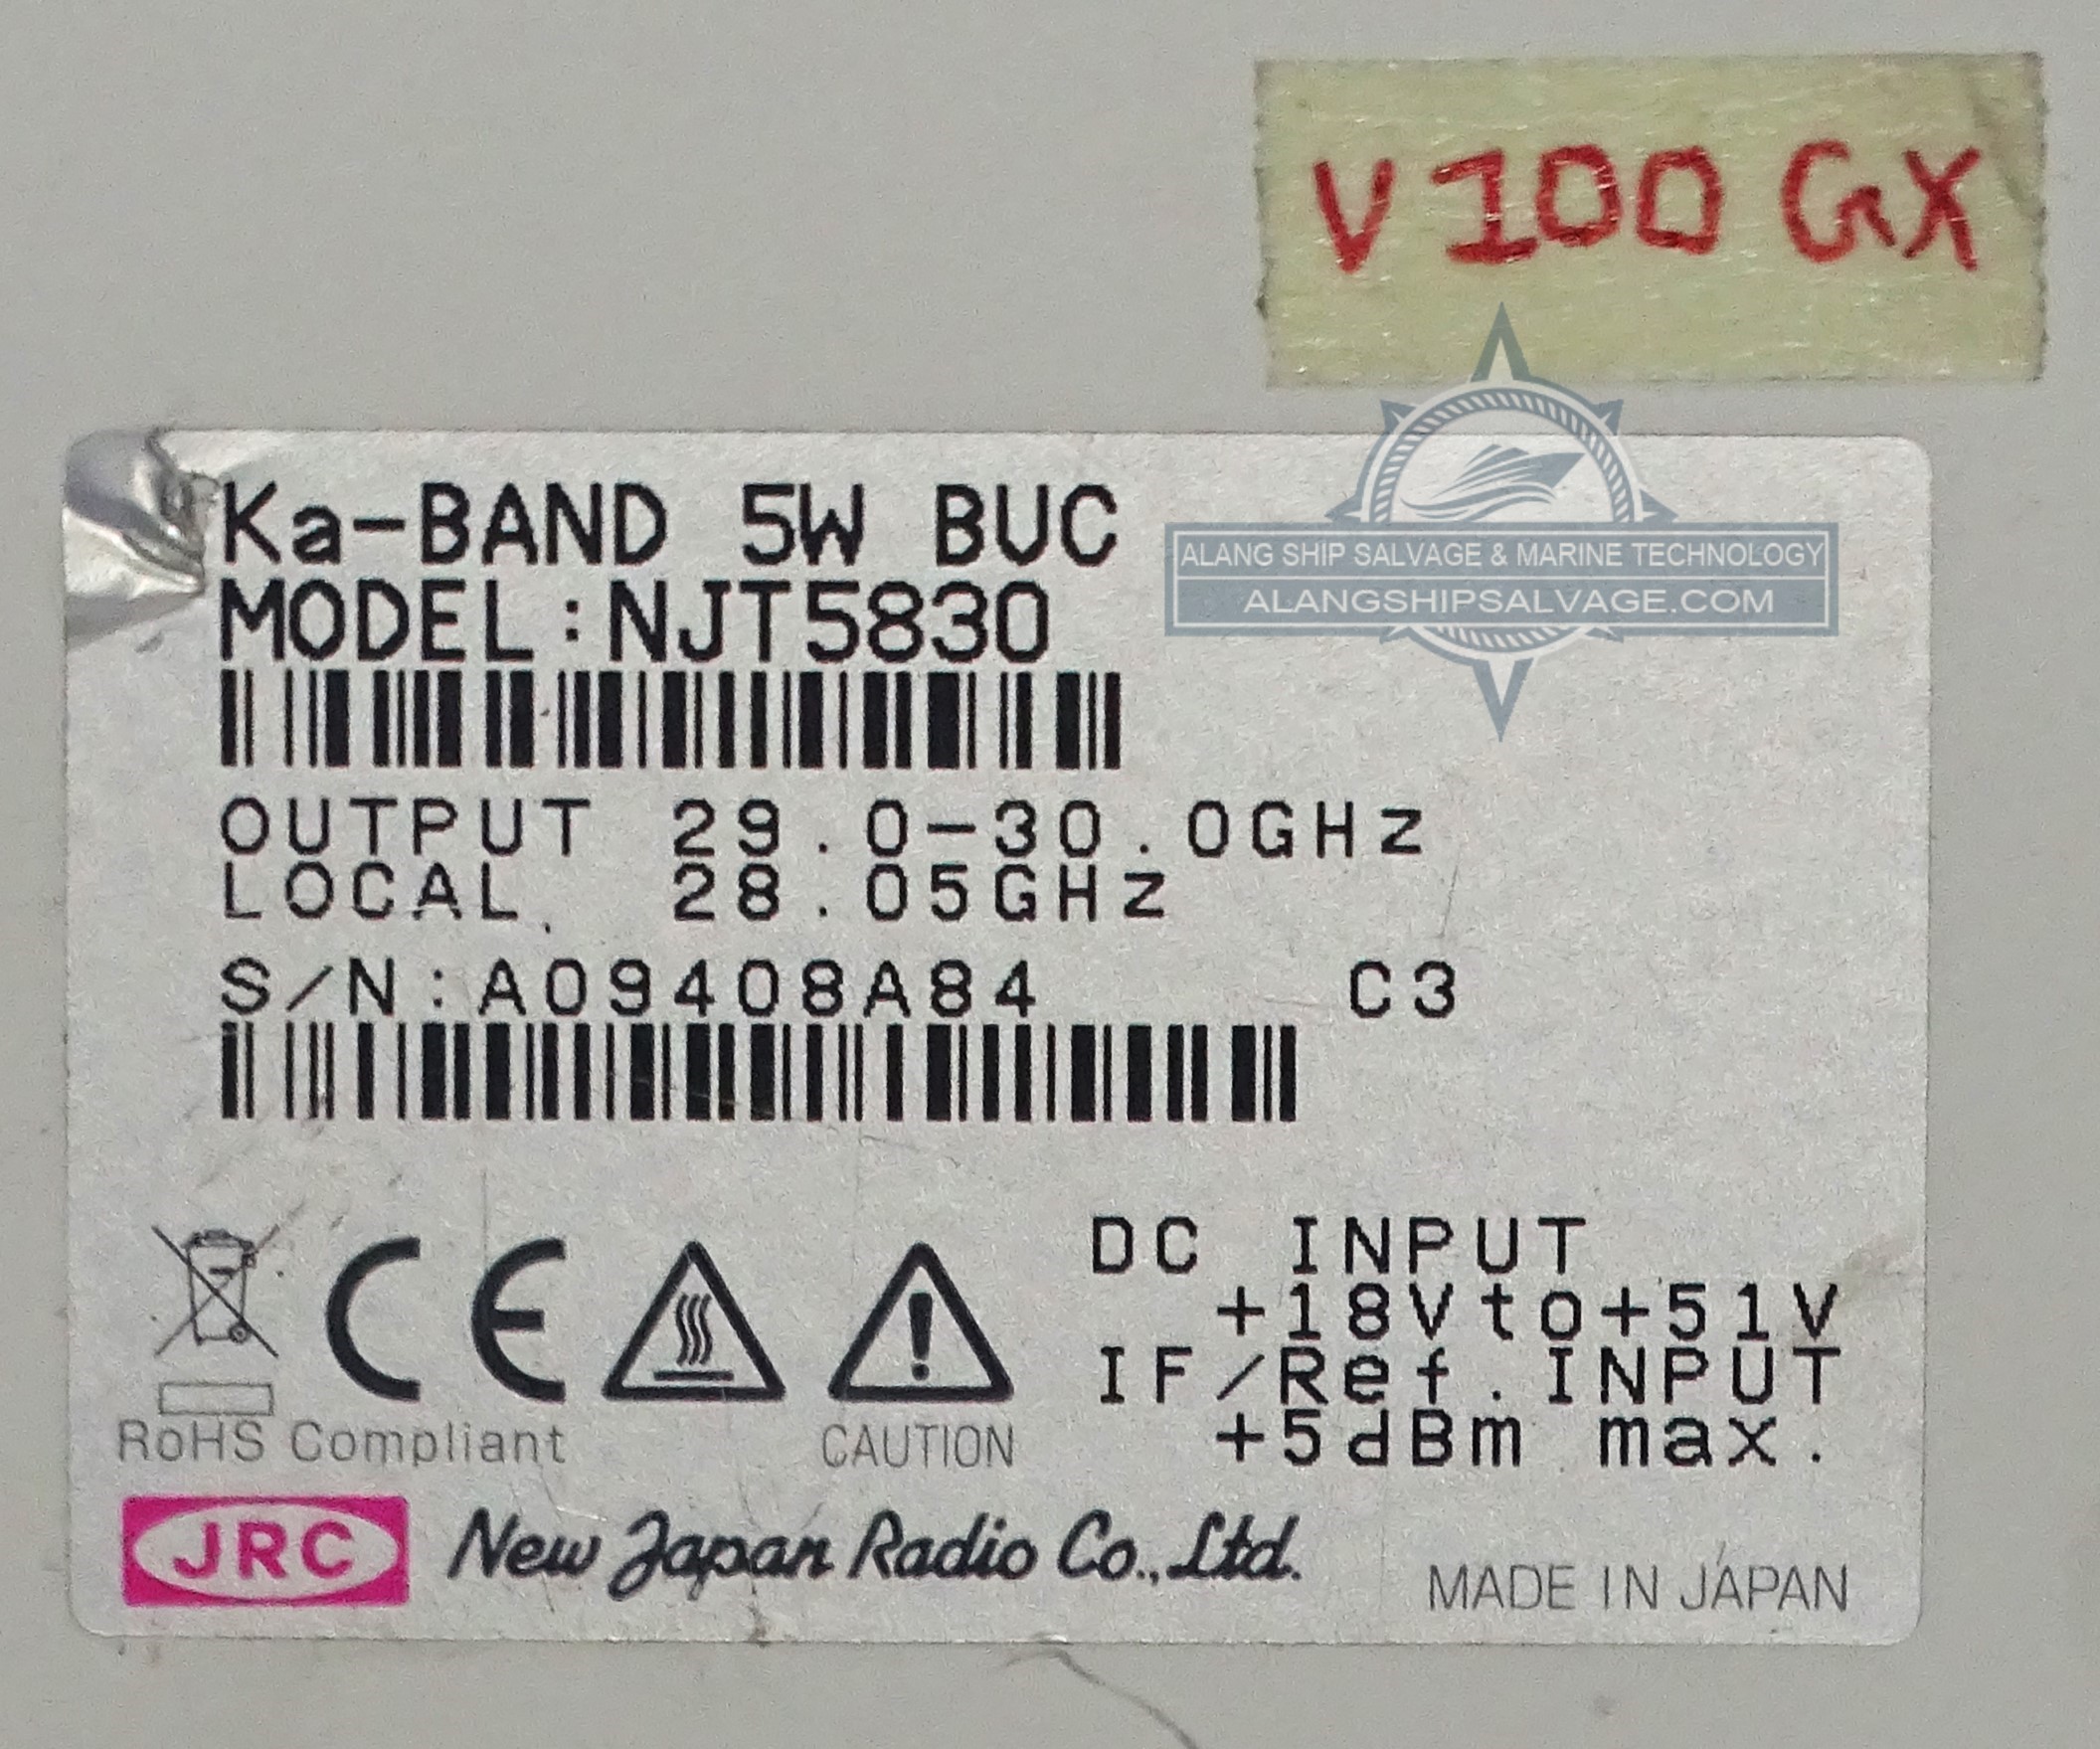 V100 GX
ALANG SHIP SALVAGE & MARINE TECHNOLOGY
ALANGSHIPSALVAGE.COM
Ka-BAND 5W BUC
MODEL:NJT5830
OUTPUT 29.0-30.0GHz
LOCAL 28.05GHz
S/N:A09408A84 C3
DC INPUT
+18Vto+51V
IF/Ref.INPUT
+5dBm max.
CE
RoHS Compliant
CAUTION
JRC New Japan Radio Co.,Ltd.
MADE IN JAPAN